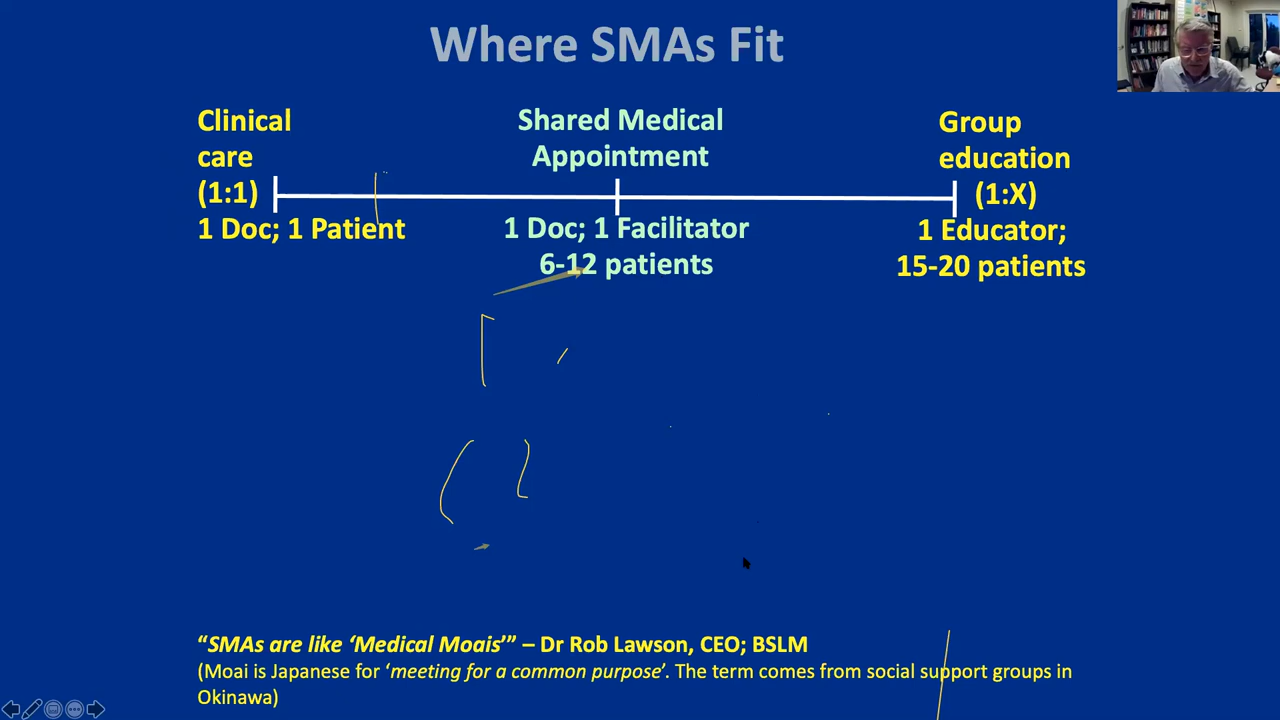 Where SMAs Fit
Clinical
care
(1:1)
1 Doc; 1 Patient
Shared Medical
Appointment
1 Doc; 1 Facilitator
6-12 patients
Group
education
(1:X)
1 Educator;
15-20 patients
“SMAs are like ‘Medical Moais’” – Dr Rob Lawson, CEO; BSLM
(Moai is Japanese for ‘meeting for a common purpose’. The term comes from social support groups in
Okinawa)